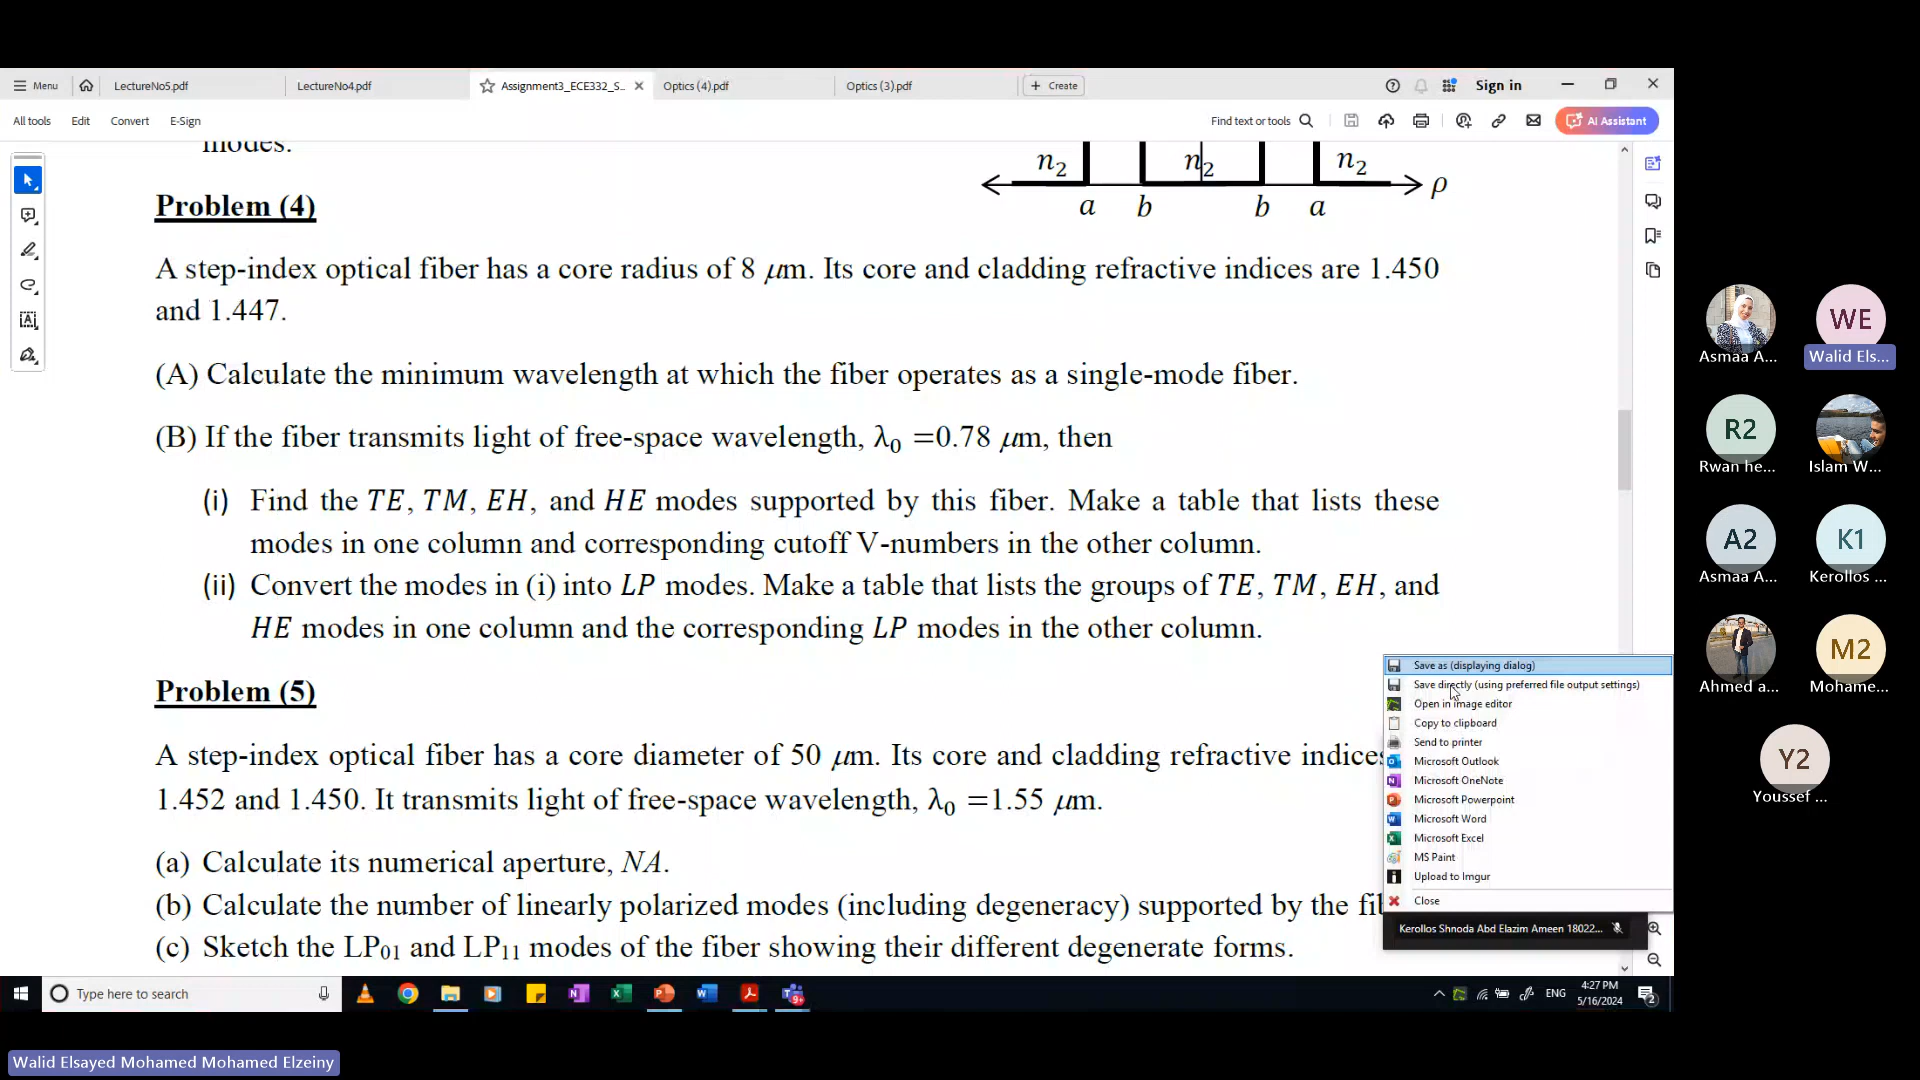 Menu
LectureNo5.pdf
LectureNo4.pdf
Assignment3_ECE332_S...
Optics (4).pdf
Optics (3).pdf
Create
Sign in
All tools
Edit
Convert
E-Sign
Find text or tools
AI Assistant
modes.
n2 n2 n2
ρ
a b b a
Problem (4)
A step-index optical fiber has a core radius of 8 μm. Its core and cladding refractive indices are 1.450
and 1.447.
(A) Calculate the minimum wavelength at which the fiber operates as a single-mode fiber.
(B) If the fiber transmits light of free-space wavelength, λ0 =0.78 μm, then
(i) Find the TE, TM, EH, and HE modes supported by this fiber. Make a table that lists these
modes in one column and corresponding cutoff V-numbers in the other column.
(ii) Convert the modes in (i) into LP modes. Make a table that lists the groups of TE, TM, EH, and
HE modes in one column and the corresponding LP modes in the other column.
Problem (5)
A step-index optical fiber has a core diameter of 50 μm. Its core and cladding refractive indices
1.452 and 1.450. It transmits light of free-space wavelength, λ0 =1.55 μm.
(a) Calculate its numerical aperture, NA.
(b) Calculate the number of linearly polarized modes (including degeneracy) supported by the fib
(c) Sketch the LP01 and LP11 modes of the fiber showing their different degenerate forms.
Save as (displaying dialog)
Save directly (using preferred file output settings)
Open in image editor
Copy to clipboard
Send to printer
Microsoft Outlook
Microsoft OneNote
Microsoft Powerpoint
Microsoft Word
Microsoft Excel
MS Paint
Upload to Imgur
Close
Kerollos Shnoda Abd Elazim Ameen 18022...
Type here to search
9+
ENG
4:27 PM
5/16/2024
2
Asmaa A...
WE
Walid Els...
R2
Rwan he...
Islam W...
A2
Asmaa A...
K1
Kerollos ...
Ahmed a...
M2
Mohame...
Y2
Youssef ...
Walid Elsayed Mohamed Mohamed Elzeiny